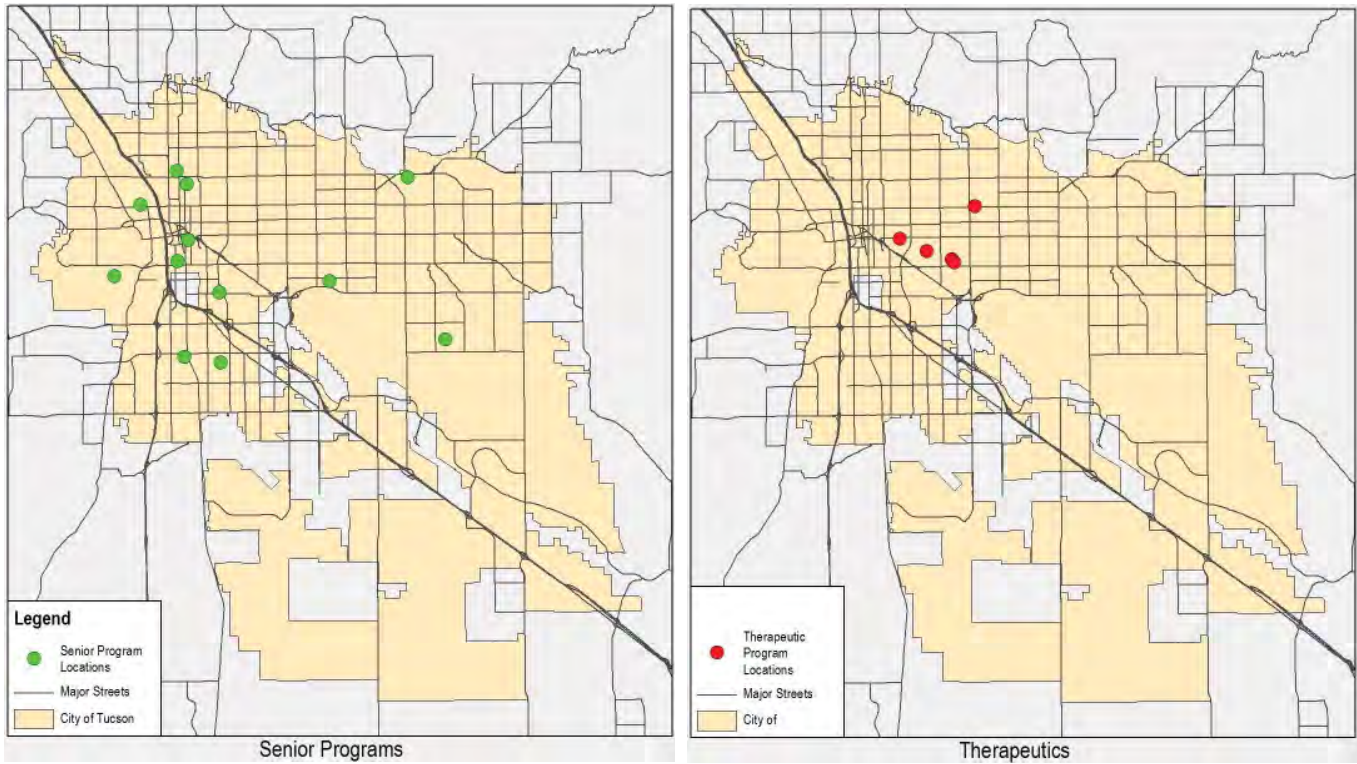 Legend
Senior Program
Locations
Major Streets
City of Tucson
Senior Programs
Therapeutic
Program
Locations
Major Streets
City of
Therapeutics